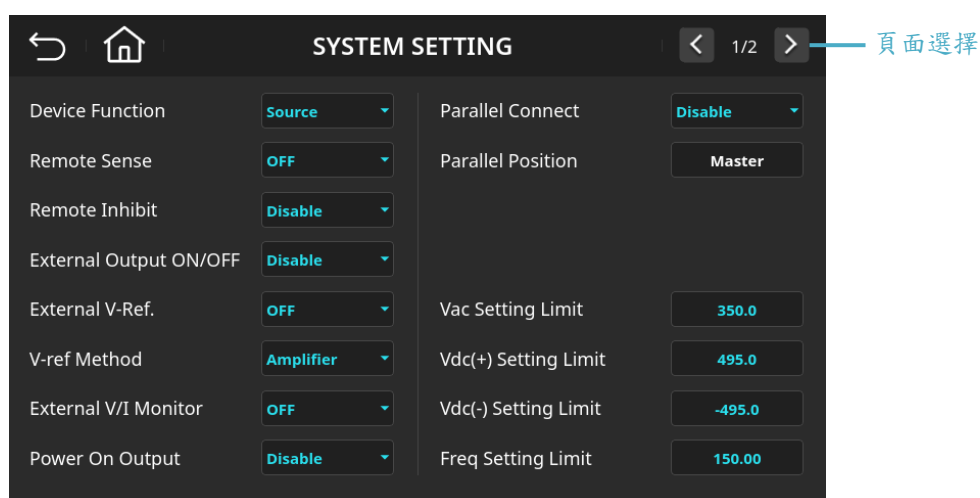 SYSTEM SETTING
1/2
頁面選擇
Device Function Source
Remote Sense OFF
Remote Inhibit Disable
External Output ON/OFF Disable
External V-Ref. OFF
V-ref Method Amplifier
External V/I Monitor OFF
Power On Output Disable
Parallel Connect Disable
Parallel Position Master
Vac Setting Limit 350.0
Vdc(+) Setting Limit 495.0
Vdc(-) Setting Limit -495.0
Freq Setting Limit 150.00